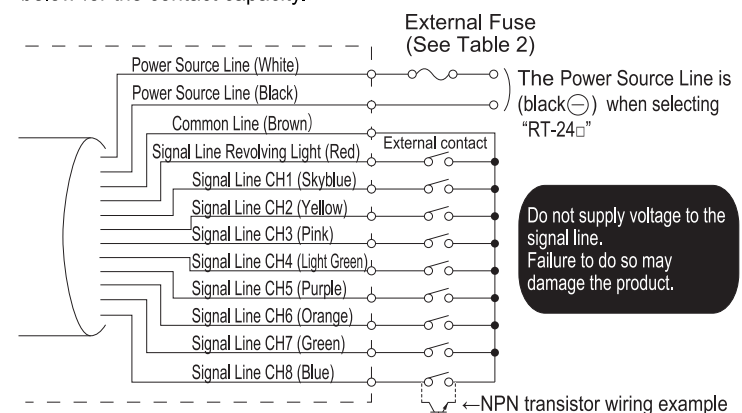 below for the contact capacity.
External Fuse
(See Table 2)
Power Source Line (White)
Power Source Line (Black)
The Power Source Line is
(black⊖) when selecting
"RT-24□"
Common Line (Brown)
Signal Line Revolving Light (Red)
External contact
Signal Line CH1 (Skyblue)
Signal Line CH2 (Yellow)
Signal Line CH3 (Pink)
Signal Line CH4 (Light Green)
Signal Line CH5 (Purple)
Signal Line CH6 (Orange)
Signal Line CH7 (Green)
Signal Line CH8 (Blue)
Do not supply voltage to the
signal line.
Failure to do so may
damage the product.
←NPN transistor wiring example